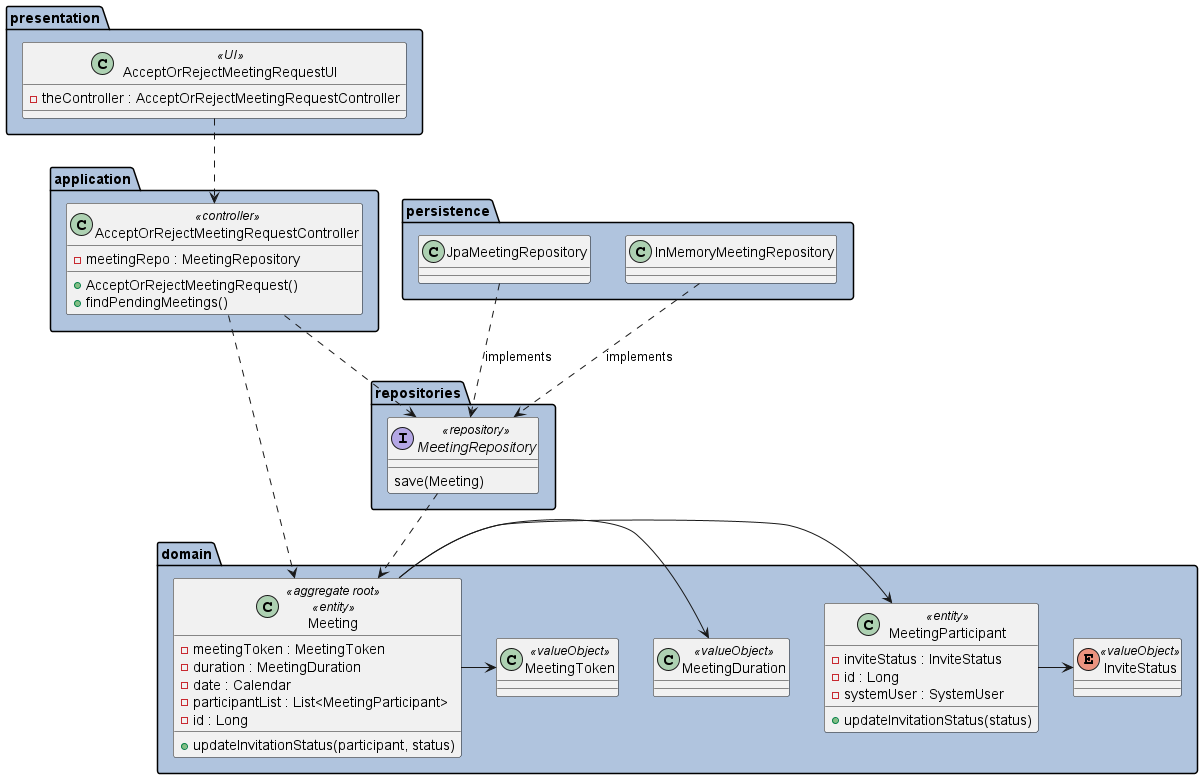 presentation
«UI»
AcceptOrRejectMeetingRequestUI
theController : AcceptOrRejectMeetingRequestController
application
«controller»
C
AcceptOrRejectMeetingRequestController
meetingRepo : MeetingRepository
AcceptOrRejectMeetingRequest()
findPendingMeetings()
persistence
C
JpaMeetingRepository
C
InMemoryMeetingRepository
implements
implements
repositories
«repository»
I
MeetingRepository
save(Meeting)
domain
«aggregate root»
C
«entity»
Meeting
meetingToken : MeetingToken
duration : MeetingDuration
date : Calendar
participantList : List<MeetingParticipant>
id : Long
updateInvitationStatus(participant, status)
C
«valueObject»
MeetingToken
C
«valueObject»
MeetingDuration
C
«entity»
MeetingParticipant
inviteStatus : InviteStatus
id : Long
systemUser : SystemUser
updateInvitationStatus(status)
E
«valueObject»
InviteStatus